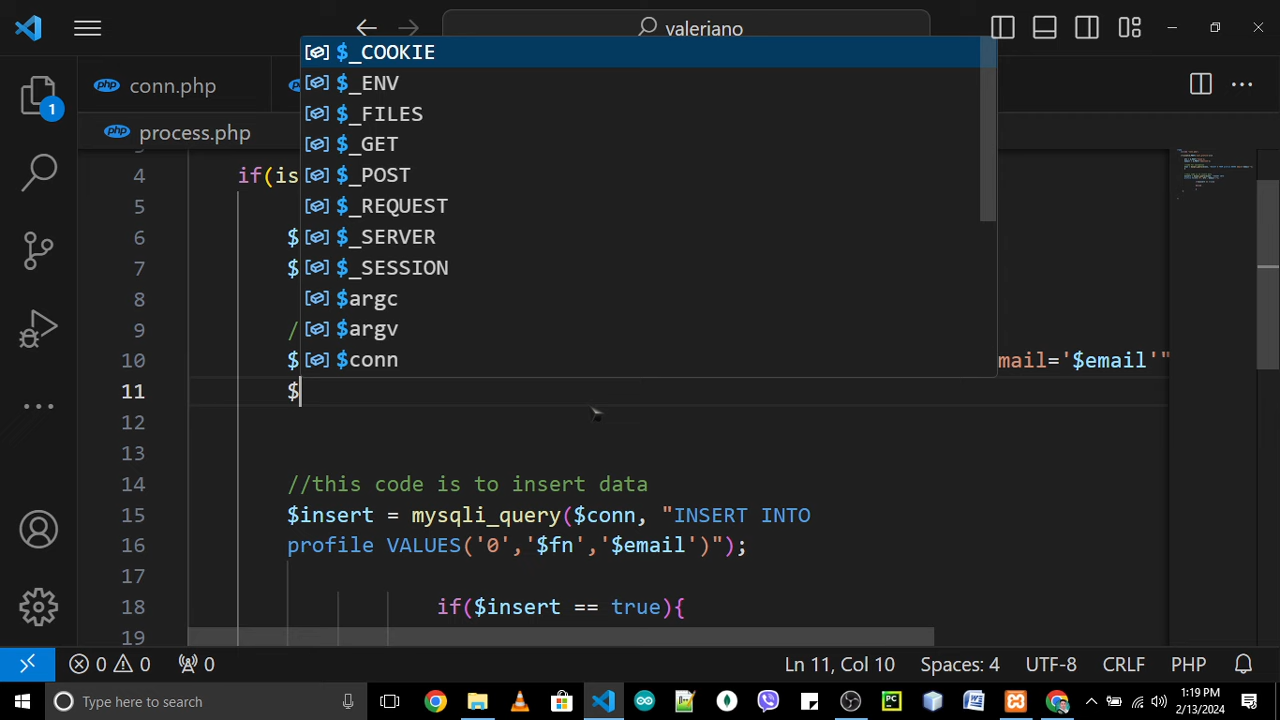 valeriano
php conn.php
php process.php
1
4 if(is
5
6 $
7 $
8
9 /
10 $ mail='$email'"
11 $
12
13
14 //this code is to insert data
15 $insert = mysqli_query($conn, "INSERT INTO
16 profile VALUES('0','$fn','$email')");
17
18 if($insert == true){
19
$_COOKIE
$_ENV
$_FILES
$_GET
$_POST
$_REQUEST
$_SERVER
$_SESSION
$argc
$argv
$conn
0 0 0 Ln 11, Col 10 Spaces: 4 UTF-8 CRLF PHP
Type here to search
1:19 PM
2/13/2024